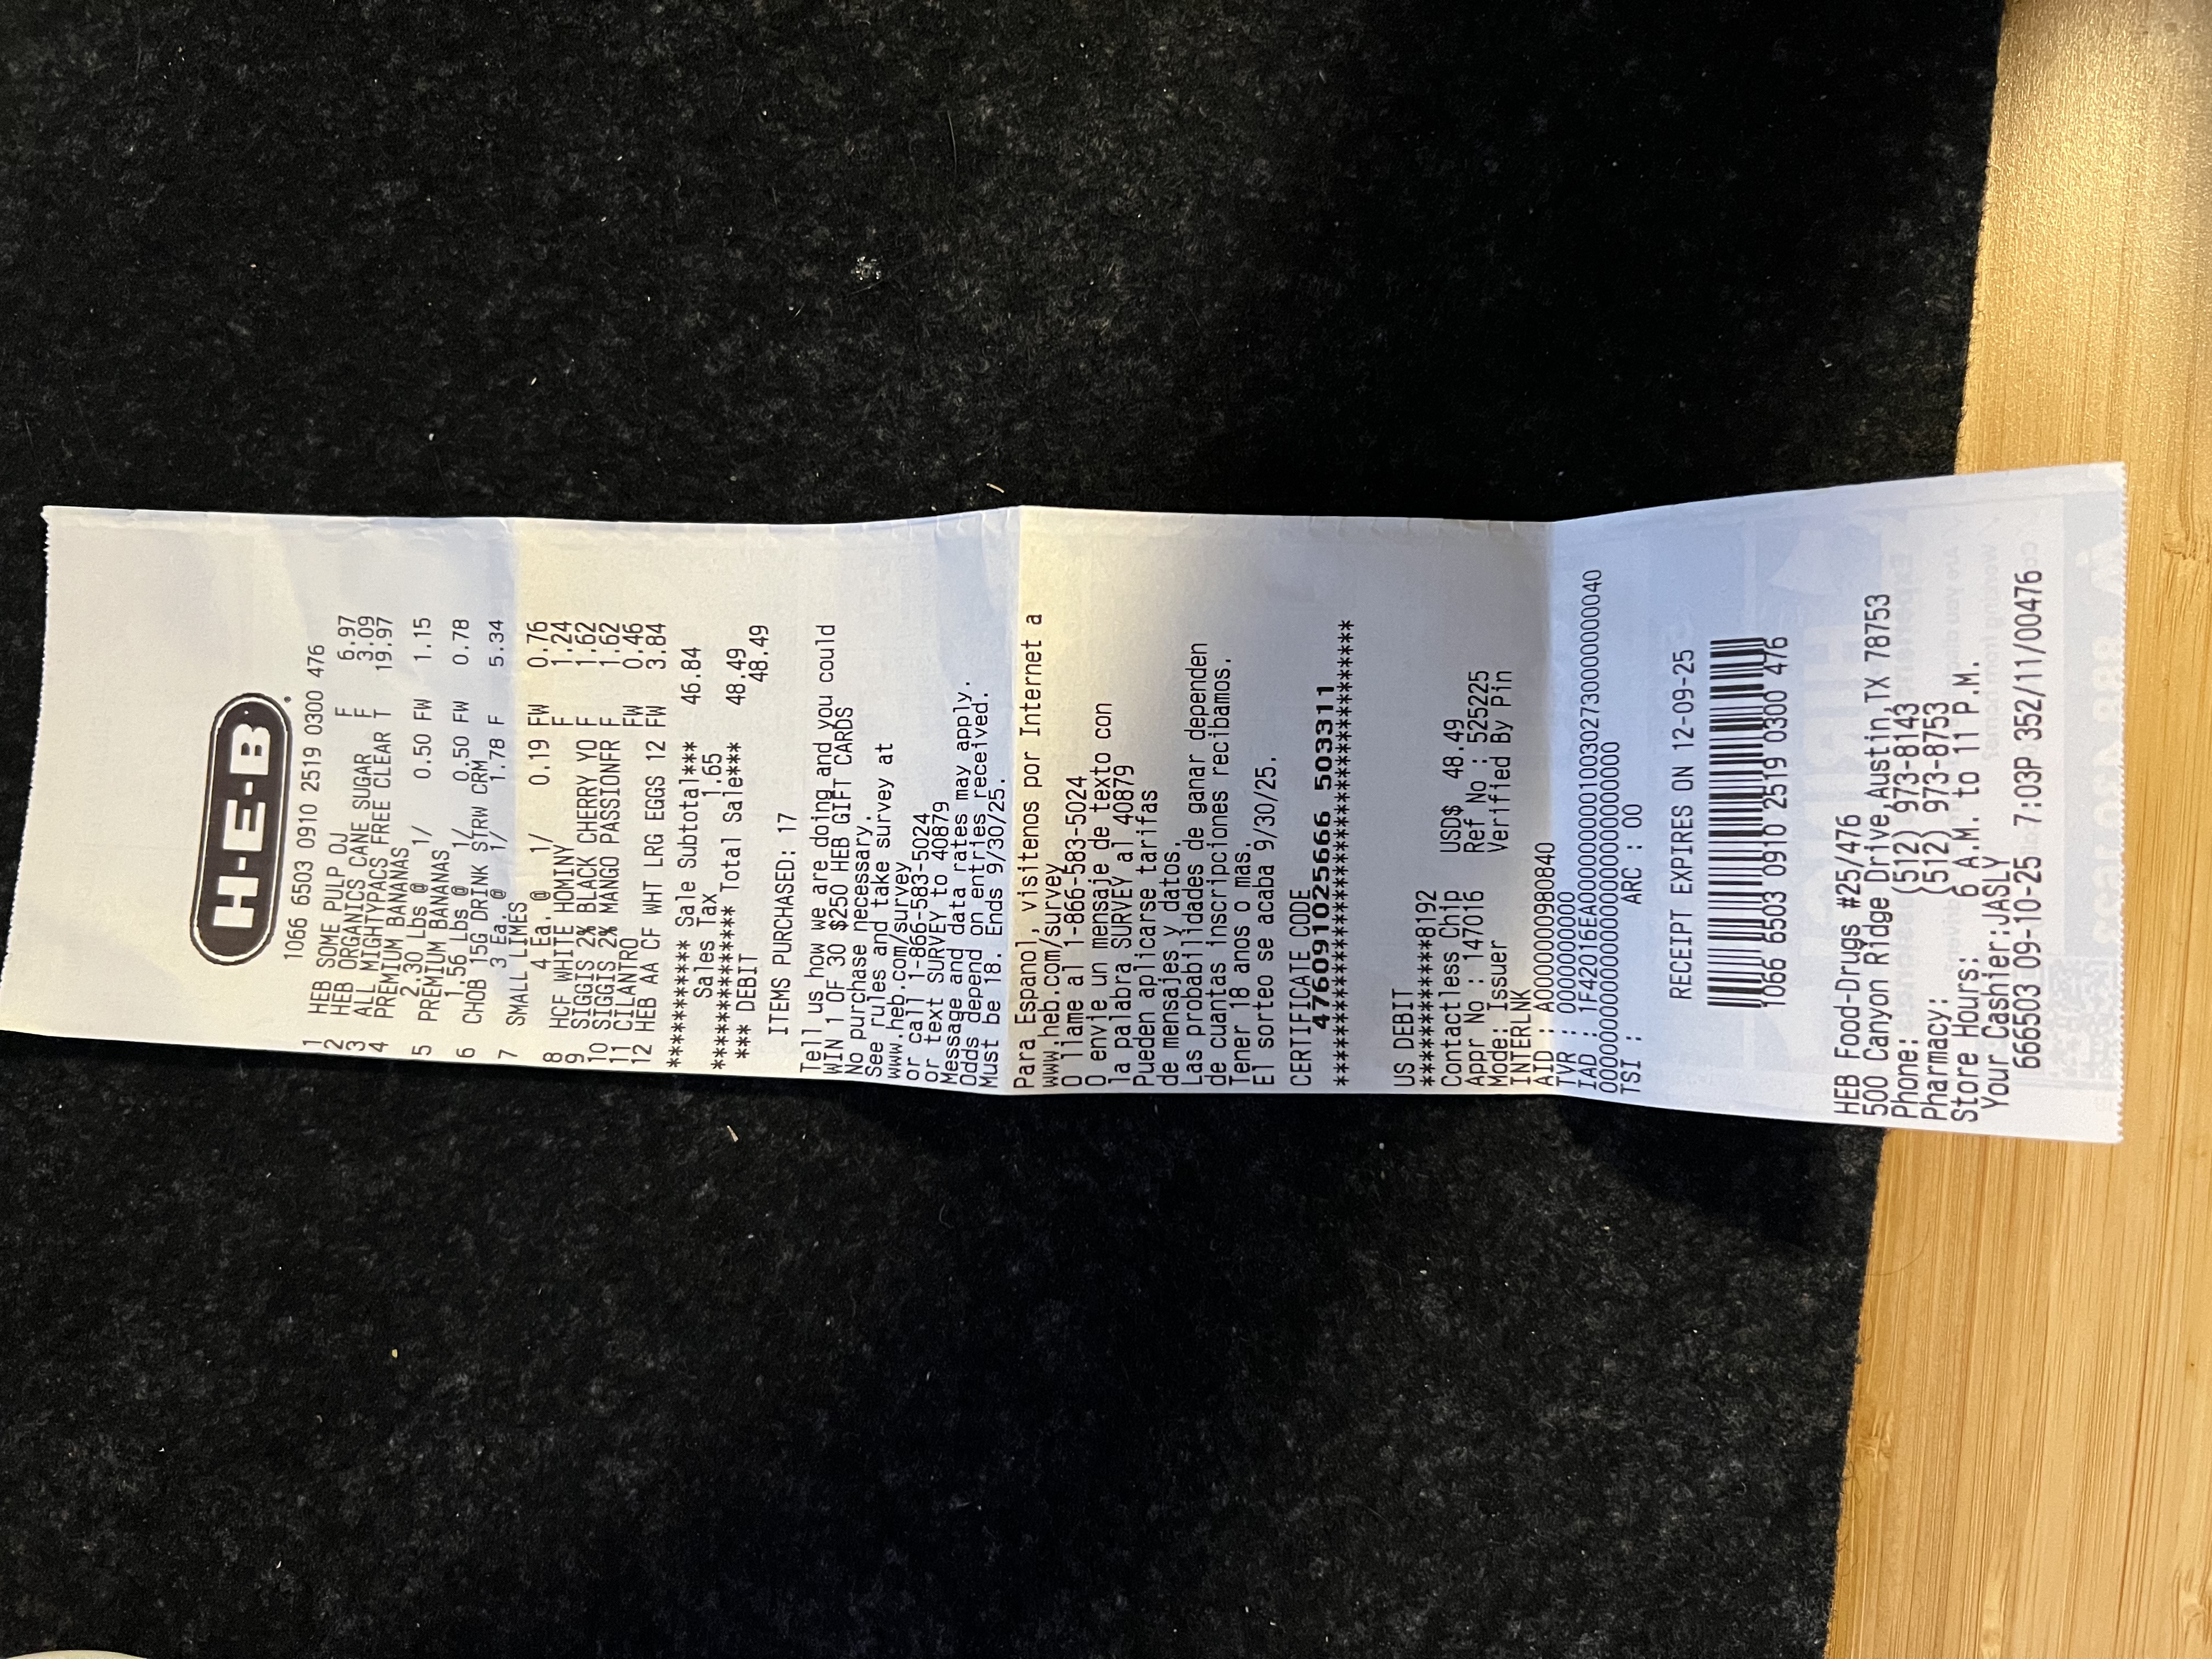 H-E-B
1066 6503 0910 2519 0300 476
1 HEB SOME PULP OJ F 6.97
2 HEB ORGANICS CANE SUGAR F 3.09
3 ALL MIGHTYPACS FREE CLEAR T 19.97
4 PREMIUM BANANAS
2.30 Lbs @ 1/ 0.50 FW 1.15
5 PREMIUM BANANAS
1.56 Lbs @ 1/ 0.50 FW 0.78
6 CHOB 15G DRINK STRW CRM
3 Ea. @ 1/ 1.78 F 5.34
7 SMALL LIMES
4 Ea. @ 1/ 0.19 FW 0.76
8 HCF WHITE HOMINY F 1.24
9 SIGGIS 2% BLACK CHERRY YO F 1.62
10 SIGGIS 2% MANGO PASSIONFR F 1.62
11 CILANTRO FW 0.46
12 HEB AA CF WHT LRG EGGS 12 FW 3.84
*********** Sale Subtotal*** 46.84
Sales Tax 1.65
************** Total Sale*** 48.49
*** DEBIT 48.49
ITEMS PURCHASED: 17
Tell us how we are doing and you could
WIN 1 OF 30 $250 HEB GIFT CARDS
No purchase necessary.
See rules and take survey at
www.heb.com/survey
or call 1-866-583-5024
or text SURVEY to 40879
Message and data rates may apply.
Odds depend on entries received.
Must be 18. Ends 9/30/25.
Para Espanol, visitenos por Internet a
www.heb.com/survey
O llame al 1-866-583-5024
O envie un mensaje de texto con
la palabra SURVEY al 40879
Pueden aplicarse tarifas
de mensajes y datos.
Las probabilidades de ganar dependen
de cuantas inscripciones recibamos.
Tener 18 anos o mas.
El sorteo se acaba 9/30/25.
CERTIFICATE CODE
476091025666 503311
**************************************
US DEBIT
************8192
Contactless Chip USD$ 48.49
Appr No : 147016 Ref No : 525225
Mode: Issuer Verified By Pin
INTERLNK
AID : A0000000980840
TVR : 0000000000
IAD : 1F42016EA000000000100302730000000040
00000000000000000000000000000
TSI : ARC : 00
RECEIPT EXPIRES ON 12-09-25
1066 6503 0910 2519 0300 476
HEB Food-Drugs #25/476
500 Canyon Ridge Drive,Austin,TX 78753
Phone: (512) 973-8143
Pharmacy: (512) 973-8753
Store Hours: 6 A.M. to 11 P.M.
Your Cashier:JASLY
666503 09-10-25 7:03P 352/11/00476